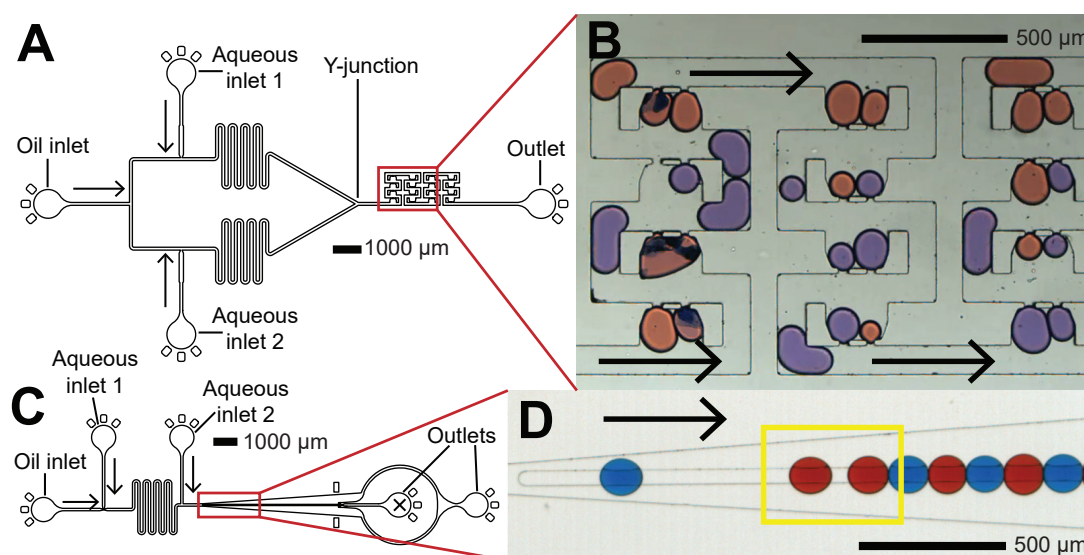 A
Aqueous
inlet 1
Y-junction
Oil inlet
Outlet
1000 µm
Aqueous
inlet 2
B
500 µm
C
Aqueous
inlet 1
Aqueous
inlet 2
1000 µm
Oil inlet
Outlets
D
500 µm